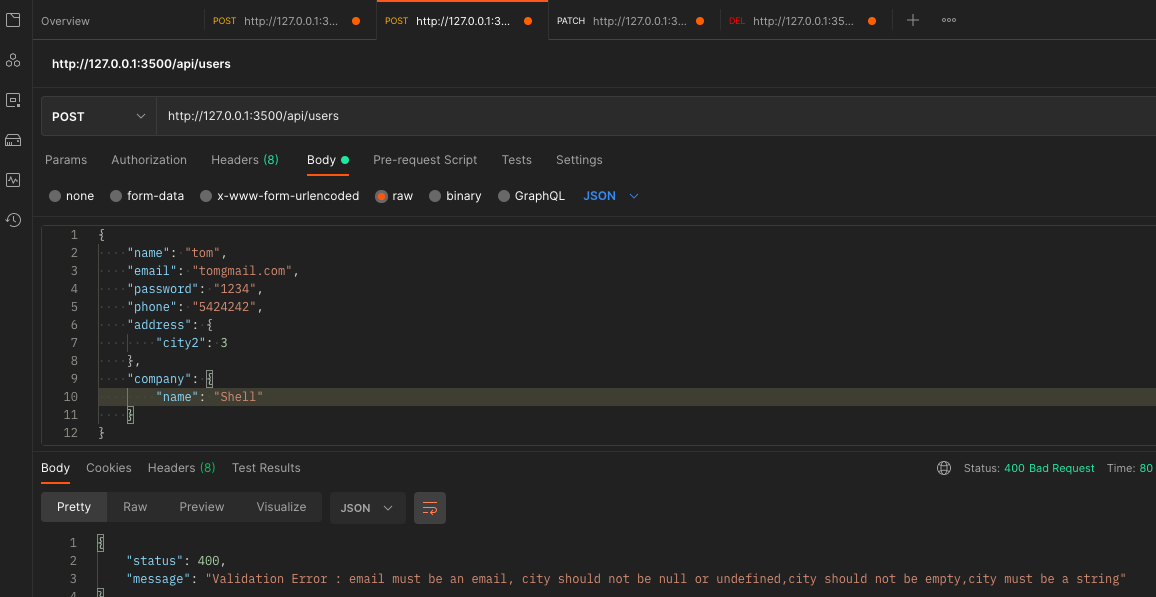 Overview POST http://127.0.0.1:3... POST http://127.0.0.1:3... PATCH http://127.0.0.1:3... DEL http://127.0.0.1:35...
http://127.0.0.1:3500/api/users
POST http://127.0.0.1:3500/api/users
Params Authorization Headers (8) Body Pre-request Script Tests Settings
none form-data x-www-form-urlencoded raw binary GraphQL JSON
1 {
2 "name": "tom",
3 "email": "tomgmail.com",
4 "password": "1234",
5 "phone": "5424242",
6 "address": {
7 "city2": 3
8 },
9 "company": {
10 "name": "Shell"
11 }
12 }
Body Cookies Headers (8) Test Results Status: 400 Bad Request Time: 80
Pretty Raw Preview Visualize JSON
1 {
2 "status": 400,
3 "message": "Validation Error : email must be an email, city should not be null or undefined,city should not be empty,city must be a string"
4 }